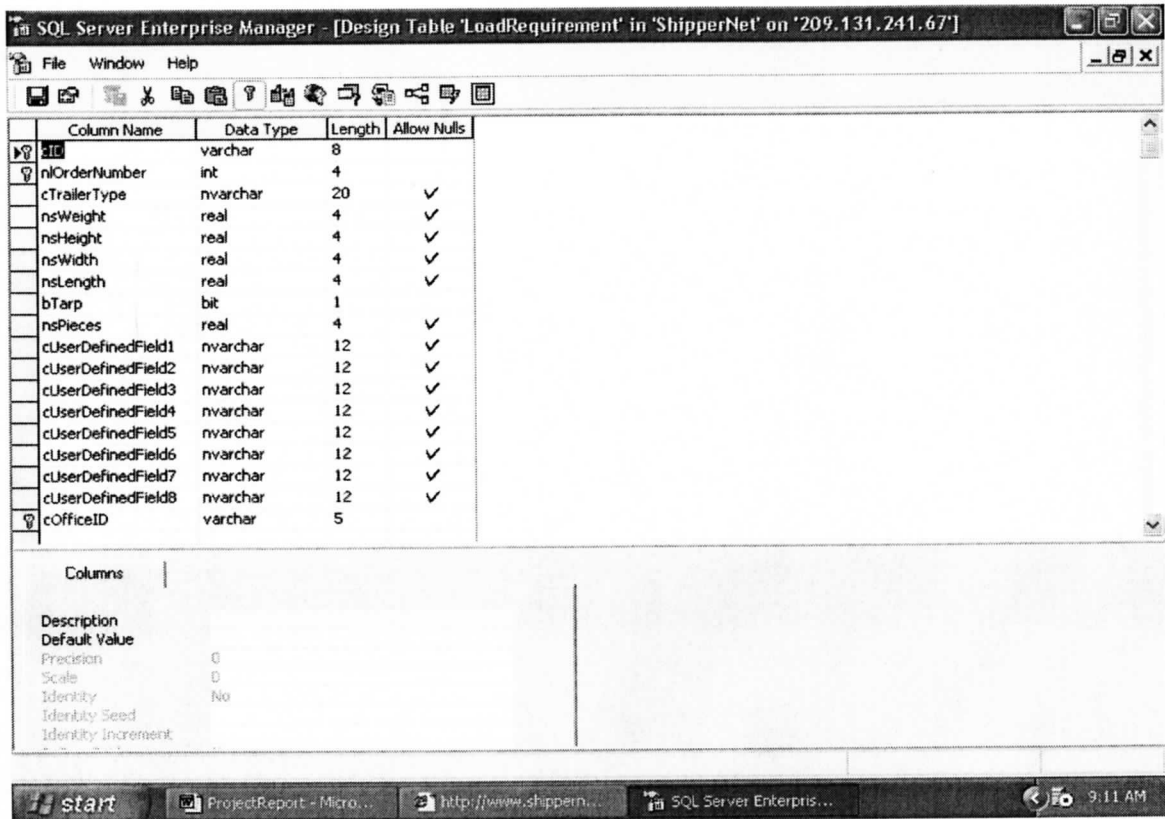 SQL Server Enterprise Manager - [Design Table 'LoadRequirement' in 'ShipperNet' on '209.131.241.67']
File Window Help
Column Name Data Type Length Allow Nulls
cID varchar 8
nlOrderNumber int 4
cTrailerType nvarchar 20 ✓
nsWeight real 4 ✓
nsHeight real 4 ✓
nsWidth real 4 ✓
nsLength real 4 ✓
bTarp bit 1
nsPieces real 4 ✓
cUserDefinedField1 nvarchar 12 ✓
cUserDefinedField2 nvarchar 12 ✓
cUserDefinedField3 nvarchar 12 ✓
cUserDefinedField4 nvarchar 12 ✓
cUserDefinedField5 nvarchar 12 ✓
cUserDefinedField6 nvarchar 12 ✓
cUserDefinedField7 nvarchar 12 ✓
cUserDefinedField8 nvarchar 12 ✓
cOfficeID varchar 5
Columns
Description
Default Value
Precision 0
Scale 0
Identity No
Identity Seed
Identity Increment
start ProjectReport - Micro... http://www.shippern... SQL Server Enterpris... 9:11 AM